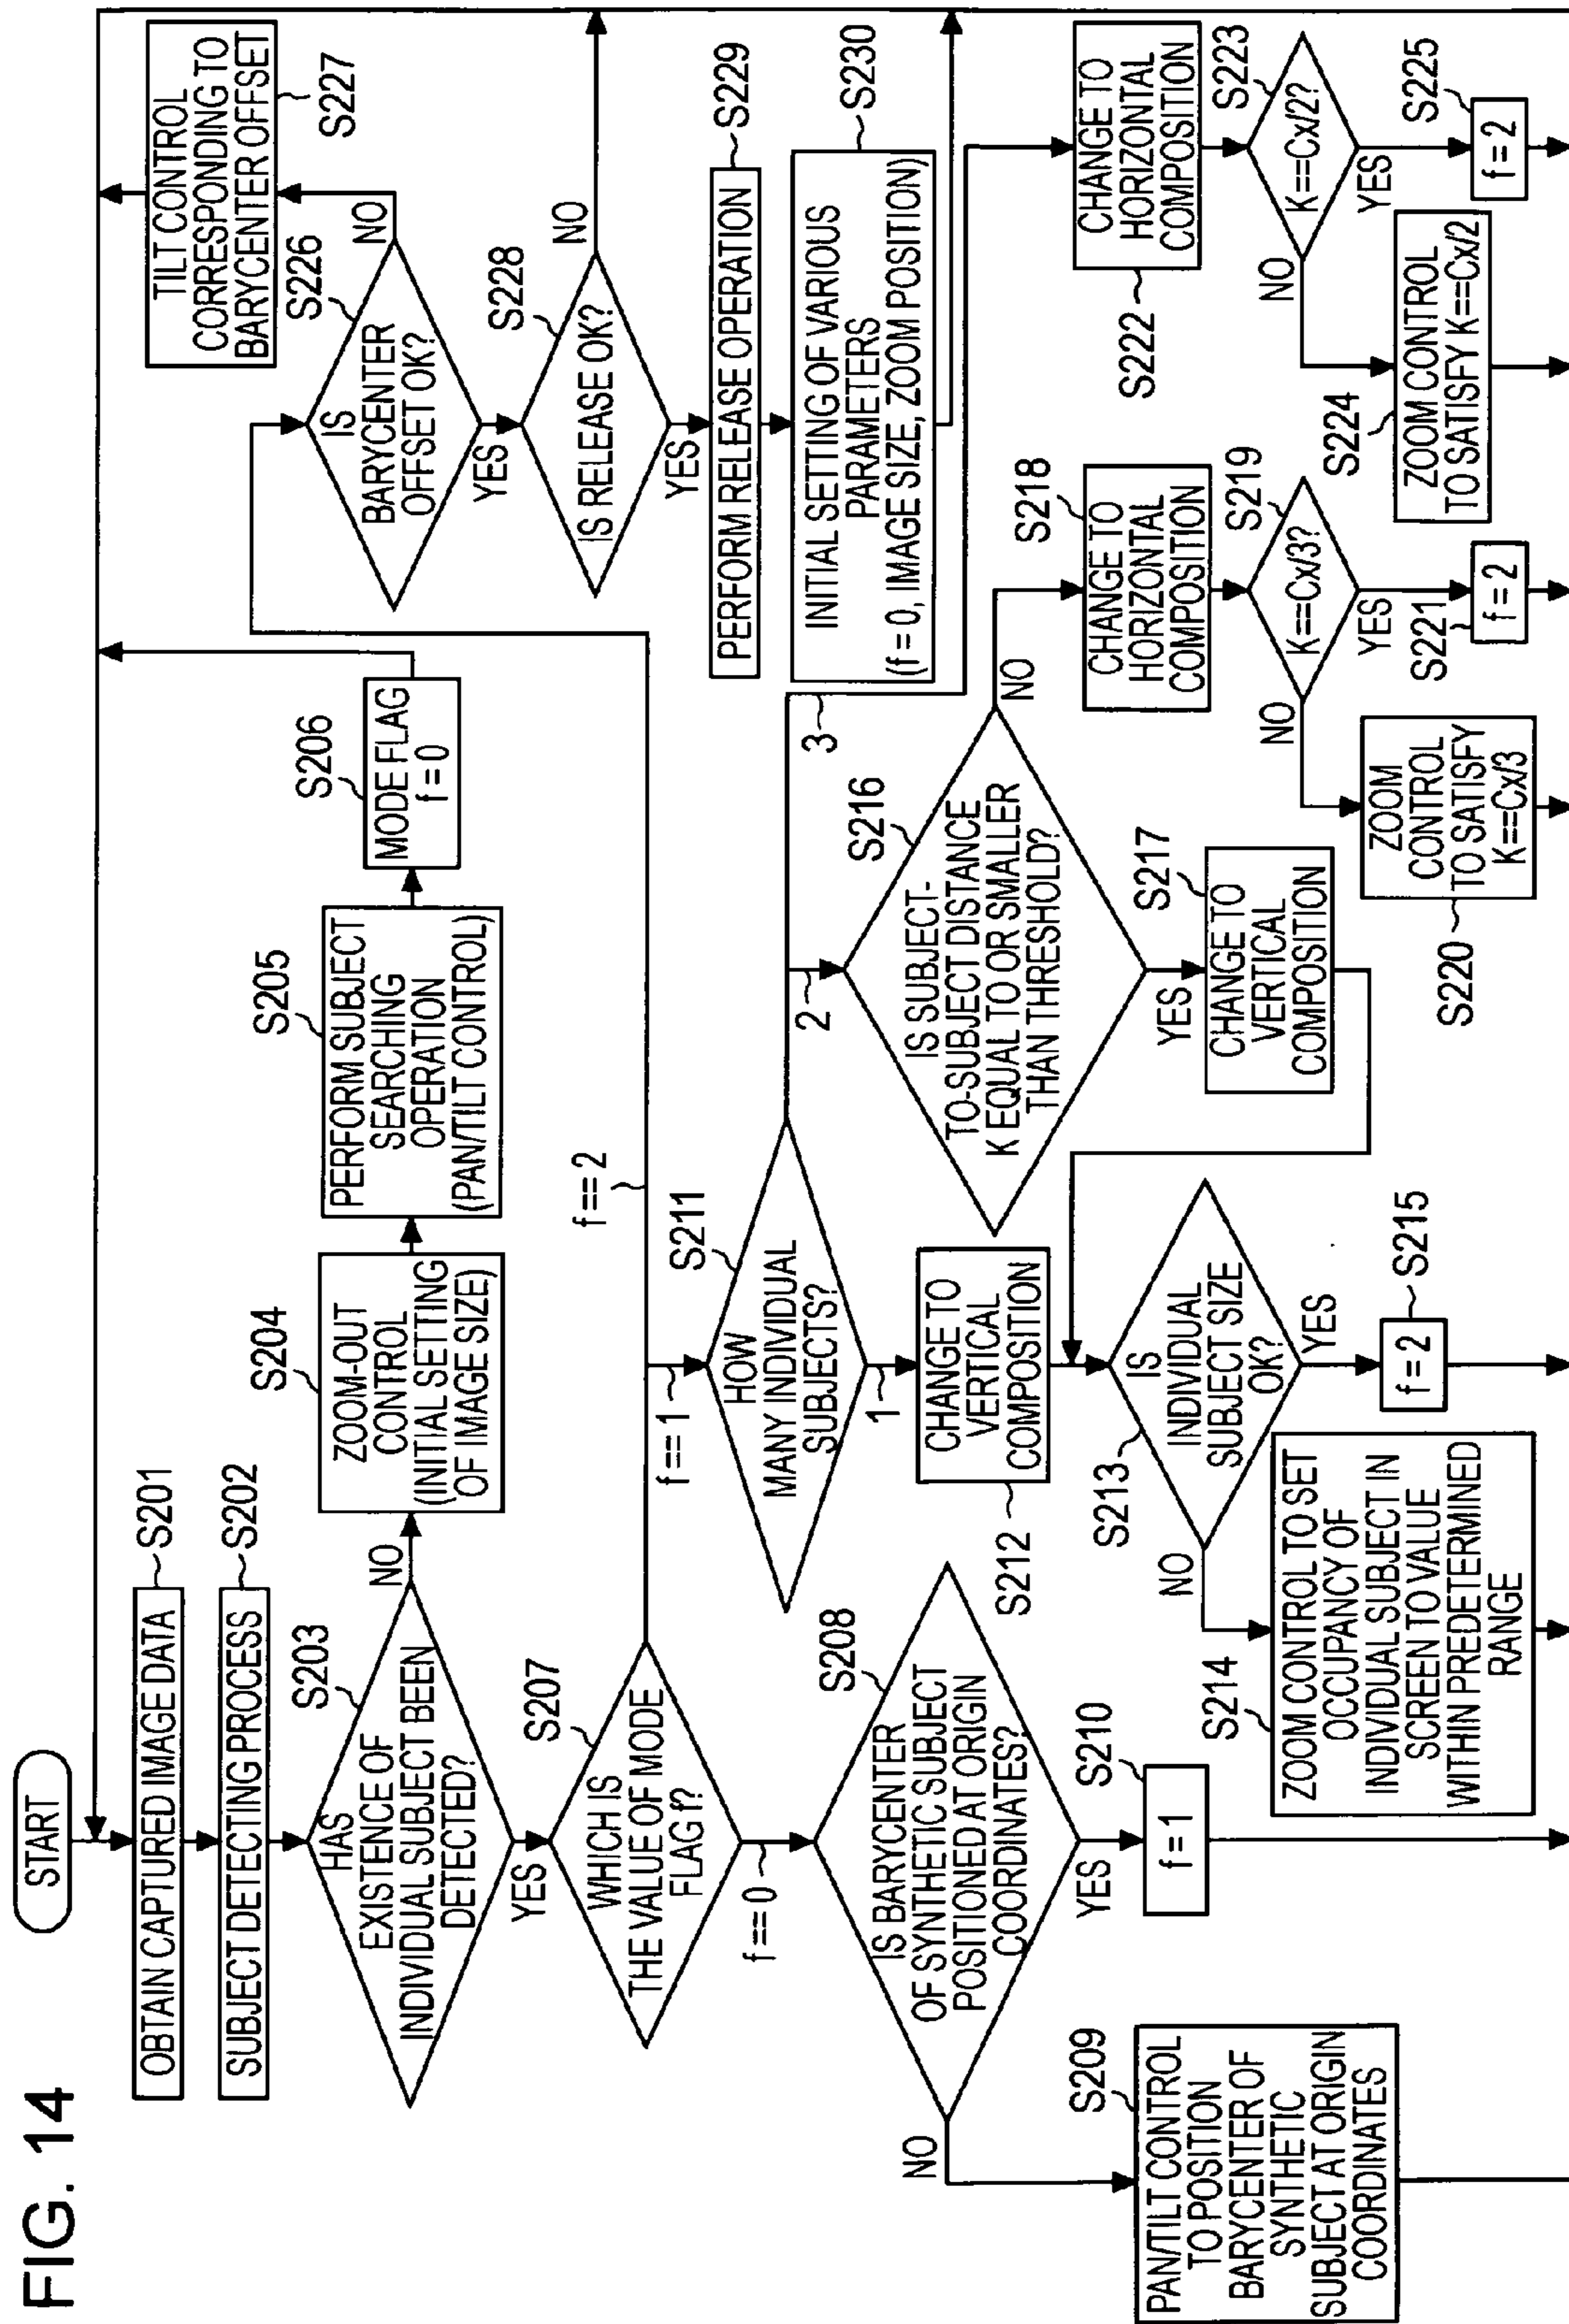 FIG. 14
START
OBTAIN CAPTURED IMAGE DATA
S201
SUBJECT DETECTING PROCESS
S202
HAS
EXISTENCE OF
INDIVIDUAL SUBJECT BEEN
DETECTED?
S203
NO
YES
ZOOM-OUT
CONTROL
(INITIAL SETTING
OF IMAGE SIZE)
S204
PERFORM SUBJECT
SEARCHING
OPERATION
(PAN/TILT CONTROL)
S205
MODE FLAG
f = 0
S206
WHICH IS
THE VALUE OF MODE
FLAG f?
S207
f == 0
f == 1
f == 2
IS BARYCENTER
OF SYNTHETIC SUBJECT
POSITIONED AT ORIGIN
COORDINATES?
S208
NO
YES
PAN/TILT CONTROL
TO POSITION
BARYCENTER OF
SYNTHETIC
SUBJECT AT ORIGIN
COORDINATES
S209
f = 1
S210
HOW
MANY INDIVIDUAL
SUBJECTS?
S211
1
2
3
CHANGE TO
VERTICAL
COMPOSITION
S212
IS
INDIVIDUAL
SUBJECT SIZE
OK?
S213
NO
YES
ZOOM CONTROL TO SET
OCCUPANCY OF
INDIVIDUAL SUBJECT IN
SCREEN TO VALUE
WITHIN PREDETERMINED
RANGE
S214
f = 2
S215
IS SUBJECT-
TO-SUBJECT DISTANCE
K EQUAL TO OR SMALLER
THAN THRESHOLD?
S216
NO
YES
CHANGE TO
VERTICAL
COMPOSITION
S217
CHANGE TO
HORIZONTAL
COMPOSITION
S218
K==Cx/3?
S219
NO
YES
ZOOM
CONTROL
TO SATISFY
K==Cx/3
S220
f = 2
S221
CHANGE TO
HORIZONTAL
COMPOSITION
S222
K==Cx/2?
S223
NO
YES
ZOOM CONTROL
TO SATISFY K==Cx/2
S224
f = 2
S225
IS
BARYCENTER
OFFSET OK?
S226
NO
YES
TILT CONTROL
CORRESPONDING TO
BARYCENTER OFFSET
S227
IS RELEASE OK?
S228
NO
YES
PERFORM RELEASE OPERATION
S229
INITIAL SETTING OF VARIOUS
PARAMETERS
(f = 0, IMAGE SIZE, ZOOM POSITION)
S230